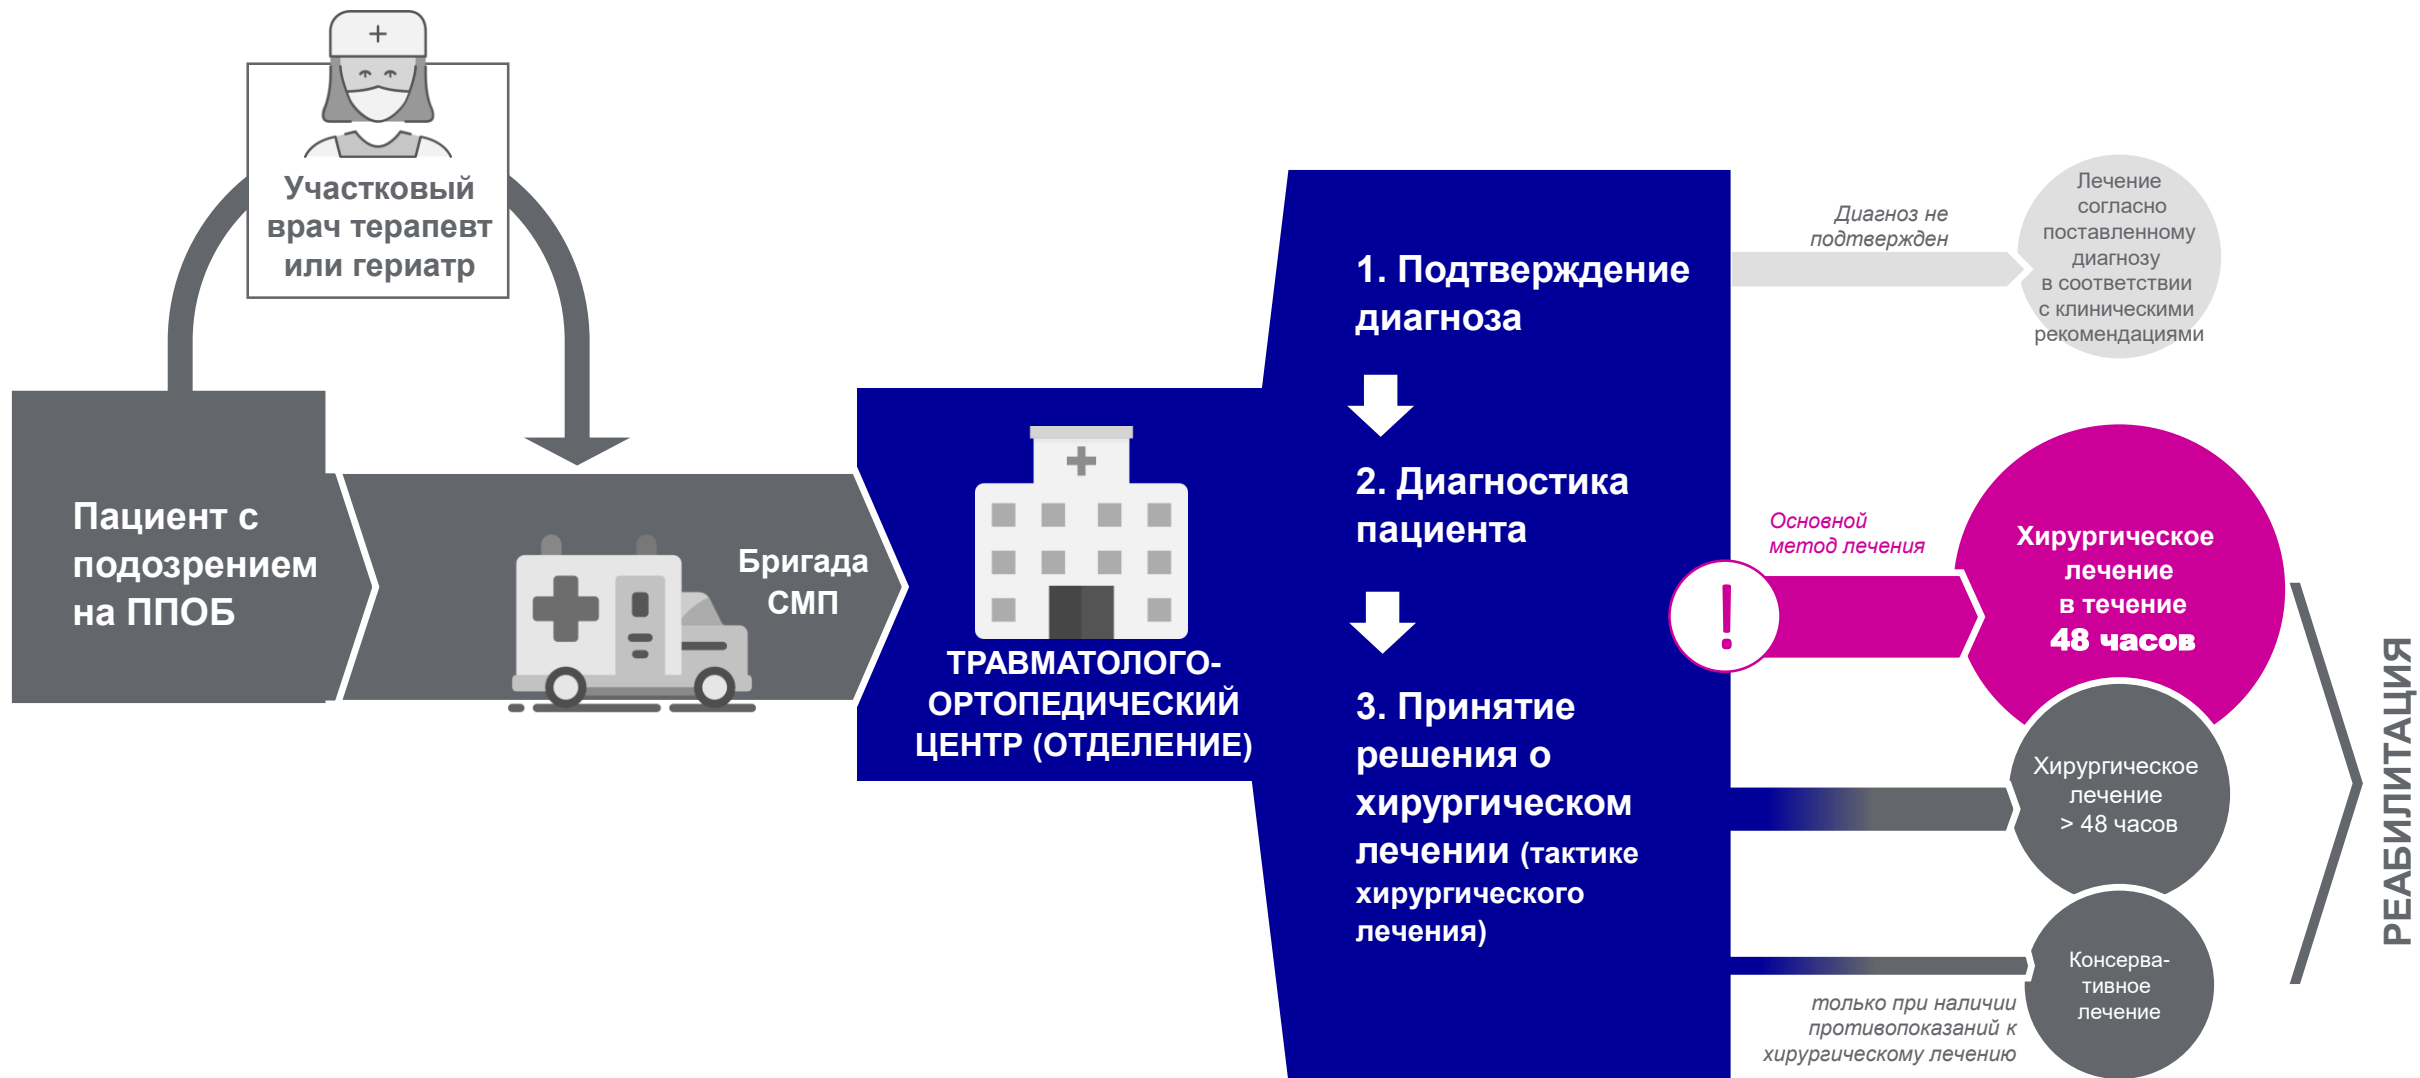 Участковый
врач терапевт
или гериатр
Пациент с
подозрением
на ППОБ
Бригада
СМП
ТРАВМАТОЛОГО-
ОРТОПЕДИЧЕСКИЙ
ЦЕНТР (ОТДЕЛЕНИЕ)
1. Подтверждение
диагноза
2. Диагностика
пациента
3. Принятие
решения о
хирургическом
лечении (тактике
хирургического
лечения)
Диагноз не
подтвержден
Лечение
согласно
поставленному
диагнозу
в соответствии
с клиническими
рекомендациями
Основной
метод лечения
!
Хирургическое
лечение
в течение
48 часов
Хирургическое
лечение
> 48 часов
только при наличии
противопоказаний к
хирургическому лечению
Консерва-
тивное
лечение
РЕАБИЛИТАЦИЯ